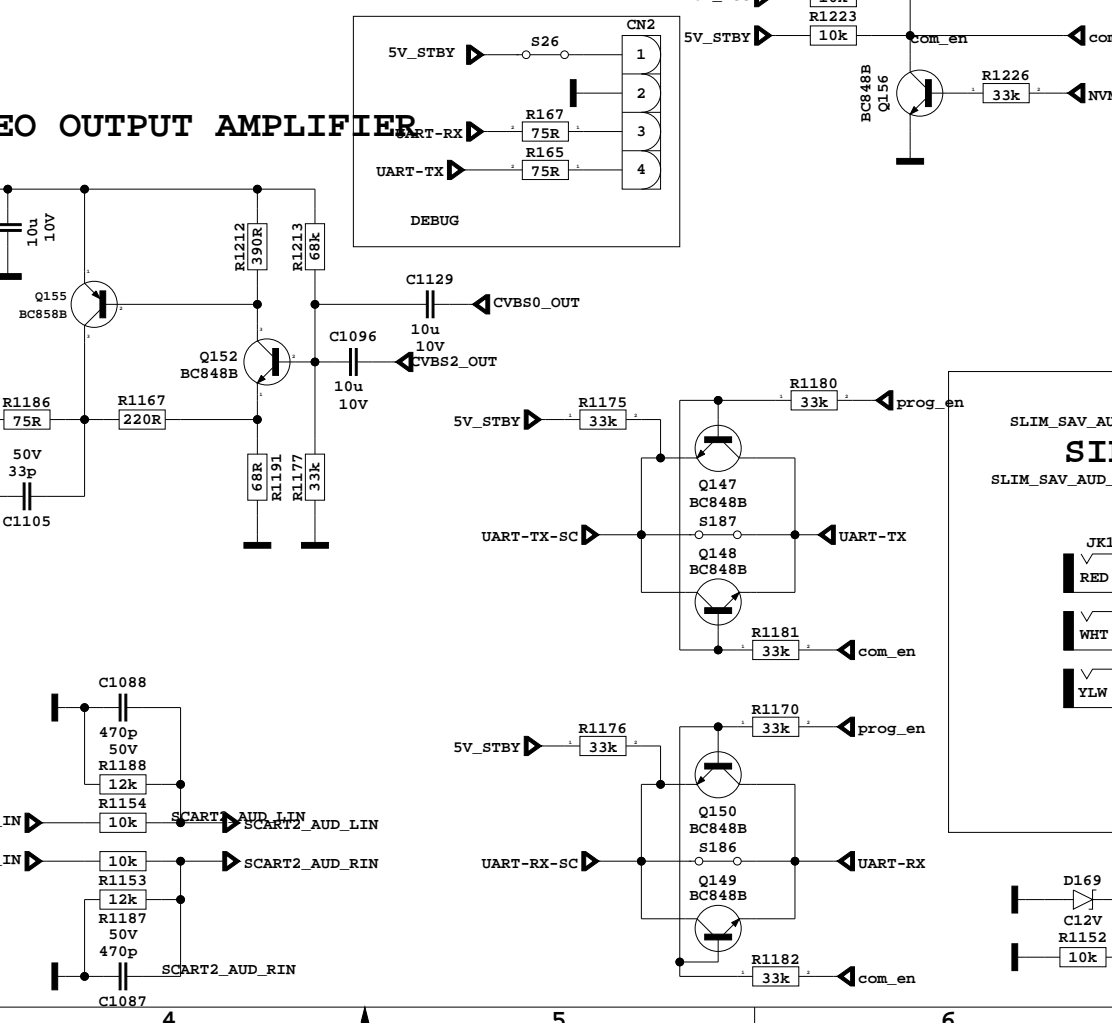 CN2
5V_STBY
S26
1
2
R167
UART-RX
75R
3
R165
UART-TX
75R
4
DEBUG
R1223
5V_STBY
10k
com_en
com
BC848B
Q156
R1226
33k
NVM
EO OUTPUT AMPLIFIER
10u
10V
R1212
390R
R1213
68k
Q155
BC858B
C1129
CVBS0_OUT
10u
10V
C1096
CVBS2_OUT
10u
10V
Q152
BC848B
R1186
75R
R1167
220R
50V
33p
C1105
68R
R1191
R1177
33k
R1180
33k
prog_en
R1175
5V_STBY
33k
Q147
BC848B
UART-TX-SC
S187
UART-TX
Q148
BC848B
R1181
33k
com_en
SLIM_SAV_AU
SLIM_SAV_AUD_
JK1
RED
WHT
YLW
C1088
470p
50V
R1188
12k
R1154
_IN
10k
SCART2_AUD_LIN
SCART2_AUD_LIN
_IN
10k
SCART2_AUD_RIN
R1153
12k
R1187
50V
470p
SCART2_AUD_RIN
C1087
R1170
33k
prog_en
R1176
5V_STBY
33k
Q150
BC848B
UART-RX-SC
S186
UART-RX
Q149
BC848B
R1182
33k
com_en
D169
C12V
R1152
10k
4
5
6